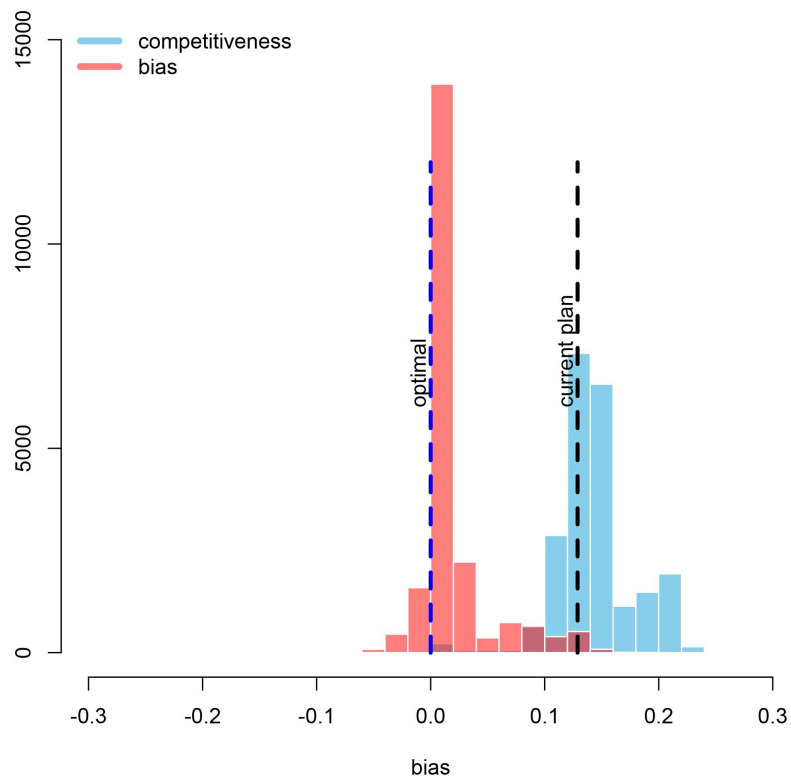 competitiveness
bias
15000
10000
5000
0
optimal
current plan
-0.3
-0.2
-0.1
0.0
0.1
0.2
0.3
bias